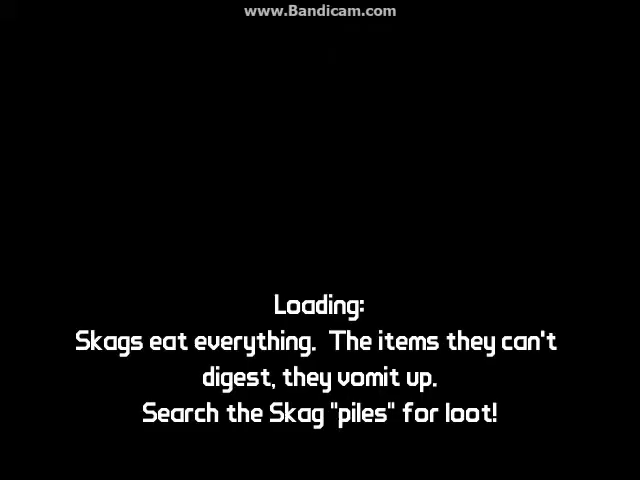 www.Bandicam.com
Loading:
Skags eat everything.  The items they can't
digest, they vomit up.
Search the Skag "piles" for loot!